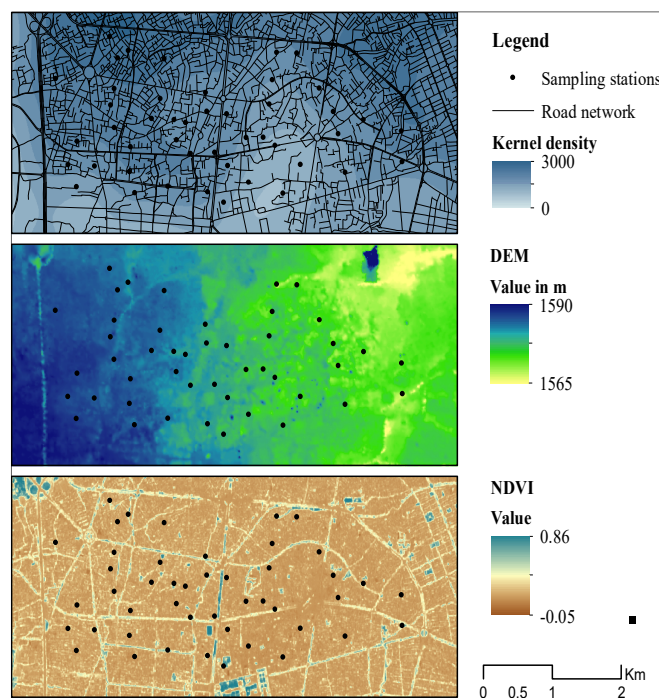 Legend
Sampling stations
Road network
Kernel density
3000
0
DEM
Value in m
1590
1565
NDVI
Value
0.86
-0.05
Km
0 0.5 1 2